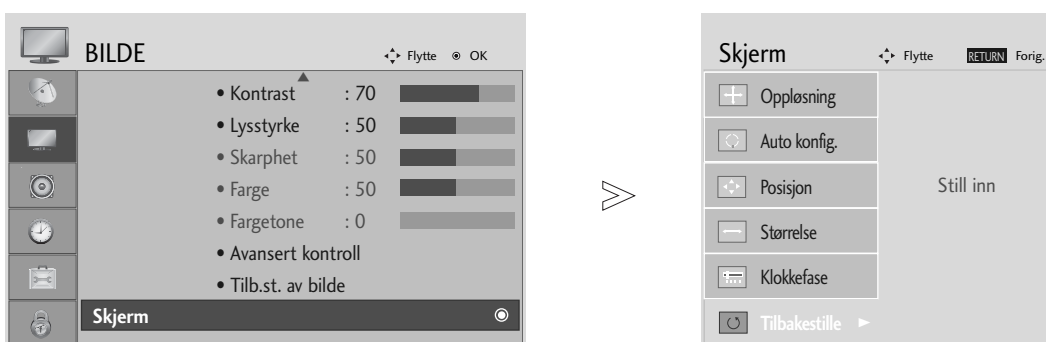 BILDE
Flytte OK
• Kontrast : 70
• Lysstyrke : 50
• Skarphet : 50
• Farge : 50
• Fargetone : 0
• Avansert kontroll
• Tilb.st. av bilde
Skjerm
Skjerm
Flytte RETURN Forig.
Oppløsning
Auto konfig.
Posisjon
Størrelse
Klokkefase
Tilbakestille
Still inn